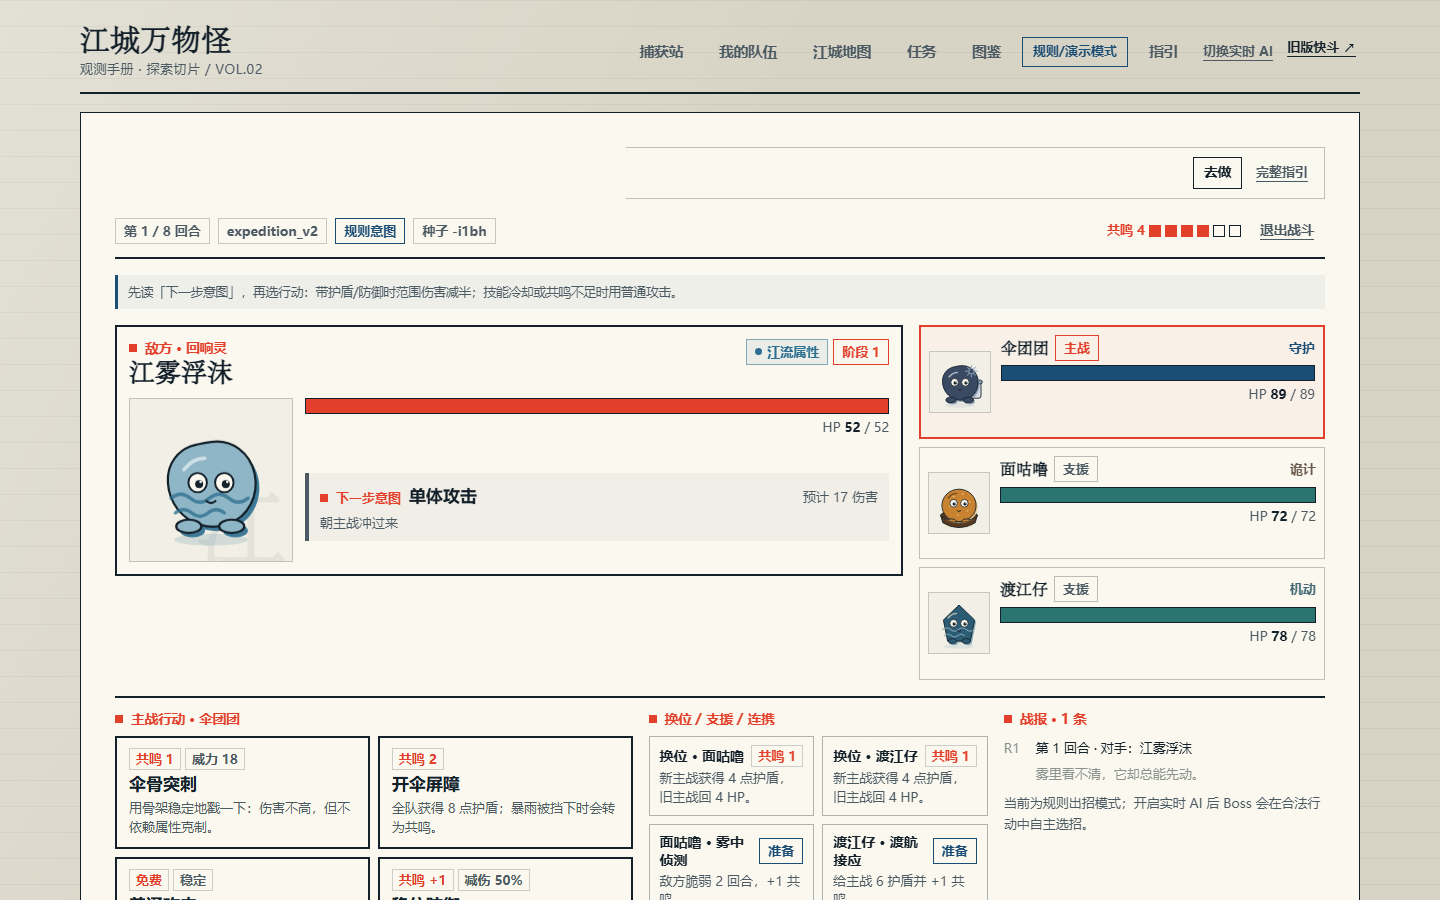 江城万物怪
观测手册 · 探索切片 / VOL.02
捕获站 我的队伍 江城地图 任务 图鉴 规则/演示模式 指引 切换实时 AI 旧版快斗 ↗
去做 完整指引
第 1 / 8 回合 expedition_v2 规则意图 种子 -i1bh
共鸣 4 退出战斗
先读「下一步意图」，再选行动：带护盾/防御时范围伤害减半；技能冷却或共鸣不足时用普通攻击。
敌方 • 回响灵
江雾浮沫
江流属性 阶段 1
HP 52 / 52
下一步意图 单体攻击 预计 17 伤害
朝主战冲过来
伞团团 主战 守护
HP 89 / 89
面咕噜 支援 诡计
HP 72 / 72
渡江仔 支援 机动
HP 78 / 78
主战行动 • 伞团团
共鸣 1 威力 18
伞骨突刺
用骨架稳定地戳一下：伤害不高，但不
依赖属性克制。
共鸣 2
开伞屏障
全队获得 8 点护盾；暴雨被挡下时会转
为共鸣。
免费 稳定
共鸣 +1 减伤 50%
换位 / 支援 / 连携
换位 • 面咕噜 共鸣 1
新主战获得 4 点护盾，
旧主战回 4 HP。
换位 • 渡江仔 共鸣 1
新主战获得 4 点护盾，
旧主战回 4 HP。
面咕噜 • 雾中
侦测
准备
敌方脆弱 2 回合，+1 共
鸣。
渡江仔 • 渡航
接应
准备
给主战 6 护盾并 +1 共
鸣。
战报 • 1 条
R1 第 1 回合 · 对手：江雾浮沫
雾里看不清，它却总能先动。
当前为规则出招模式；开启实时 AI 后 Boss 会在合法行
动中自主选招。